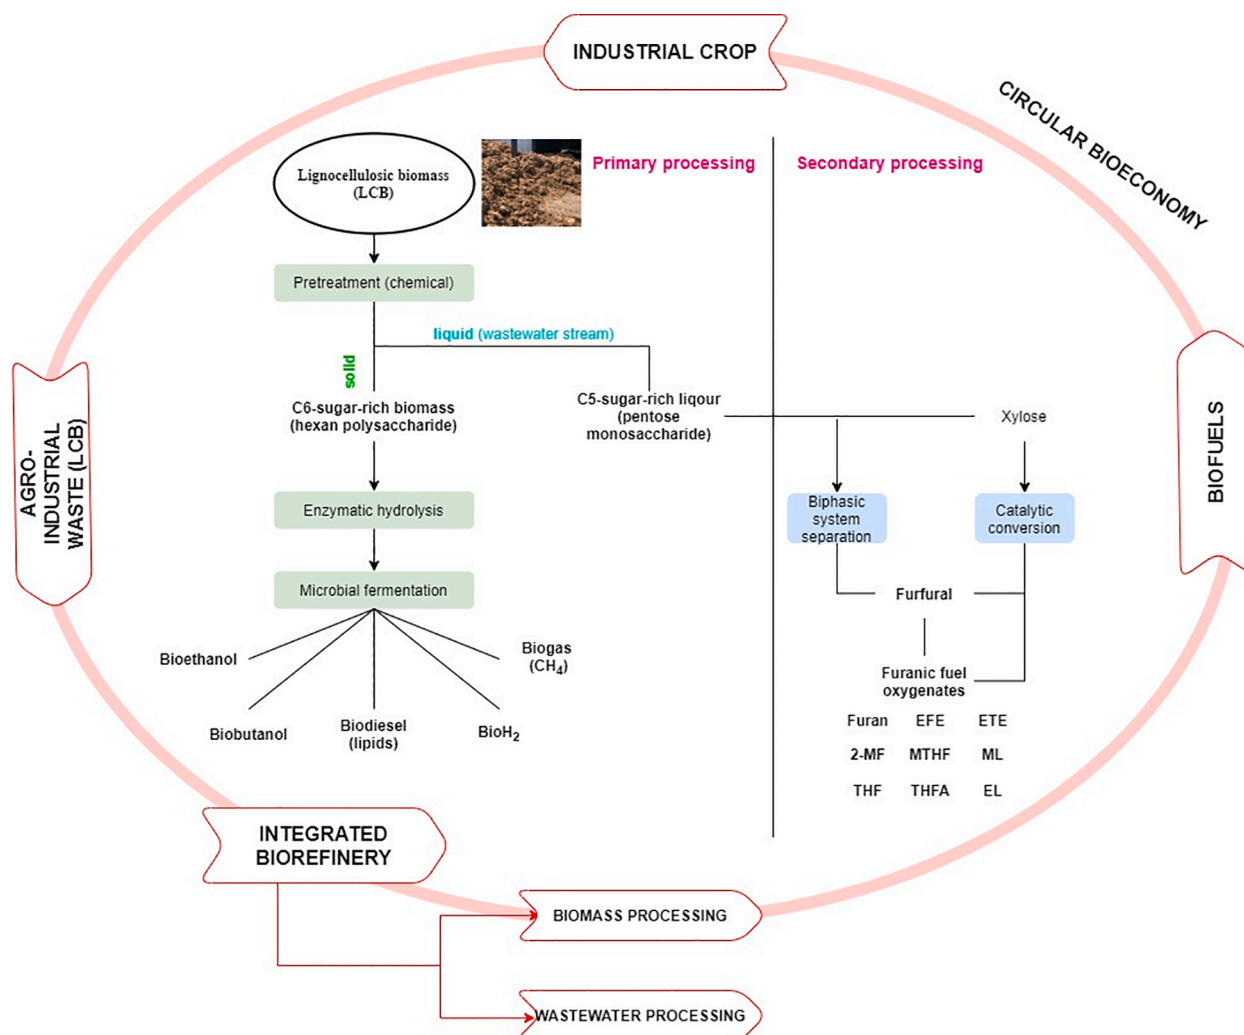 INDUSTRIAL CROP
CIRCULAR BIOECONOMY
Primary processing
Secondary processing
Lignocellulosic biomass
(LCB)
Pretreatment (chemical)
liquid (wastewater stream)
solid
C6-sugar-rich biomass
(hexan polysaccharide)
C5-sugar-rich liqour
(pentose
monosaccharide)
Xylose
AGRO-
INDUSTRIAL
WASTE (LCB)
BIOFUELS
Enzymatic hydrolysis
Biphasic
system
separation
Catalytic
conversion
Microbial fermentation
Furfural
Bioethanol
Biobutanol
Biodiesel
(lipids)
BioH₂
Biogas
(CH₄)
Furanic fuel
oxygenates
Furan EFE ETE
2-MF MTHF ML
THF THFA EL
INTEGRATED
BIOREFINERY
BIOMASS PROCESSING
WASTEWATER PROCESSING